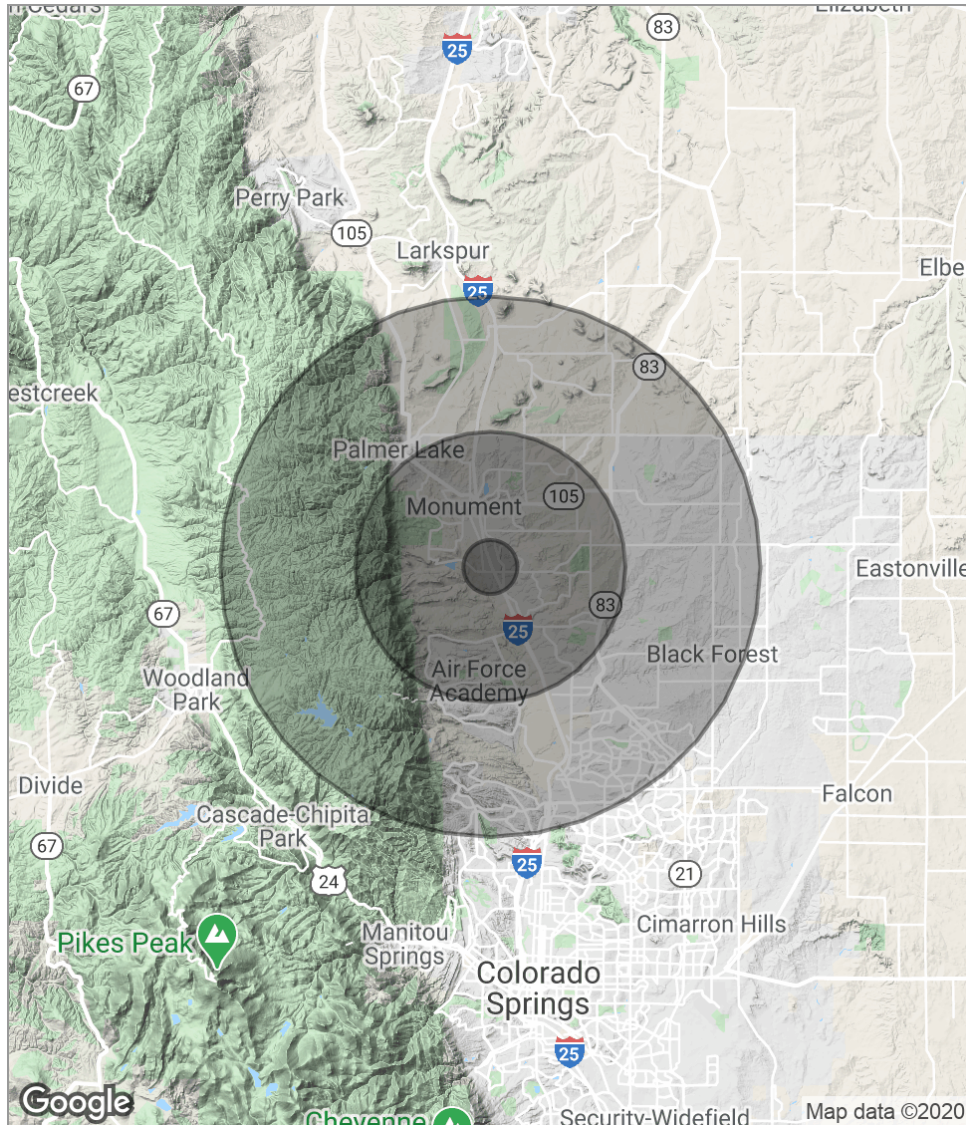 n Cedars
Elizabeth
83
25
67
Perry Park
105
Larkspur
Elbe
25
83
estcreek
Palmer Lake
Monument
105
Eastonville
67
83
25
Black Forest
Air Force
Academy
Woodland
Park
Divide
Falcon
Cascade-Chipita
Park
67
25
24
21
Cimarron Hills
Manitou
Springs
Pikes Peak
Colorado
Springs
25
Google
Cheyenne
Security-Widefield
Map data ©2020